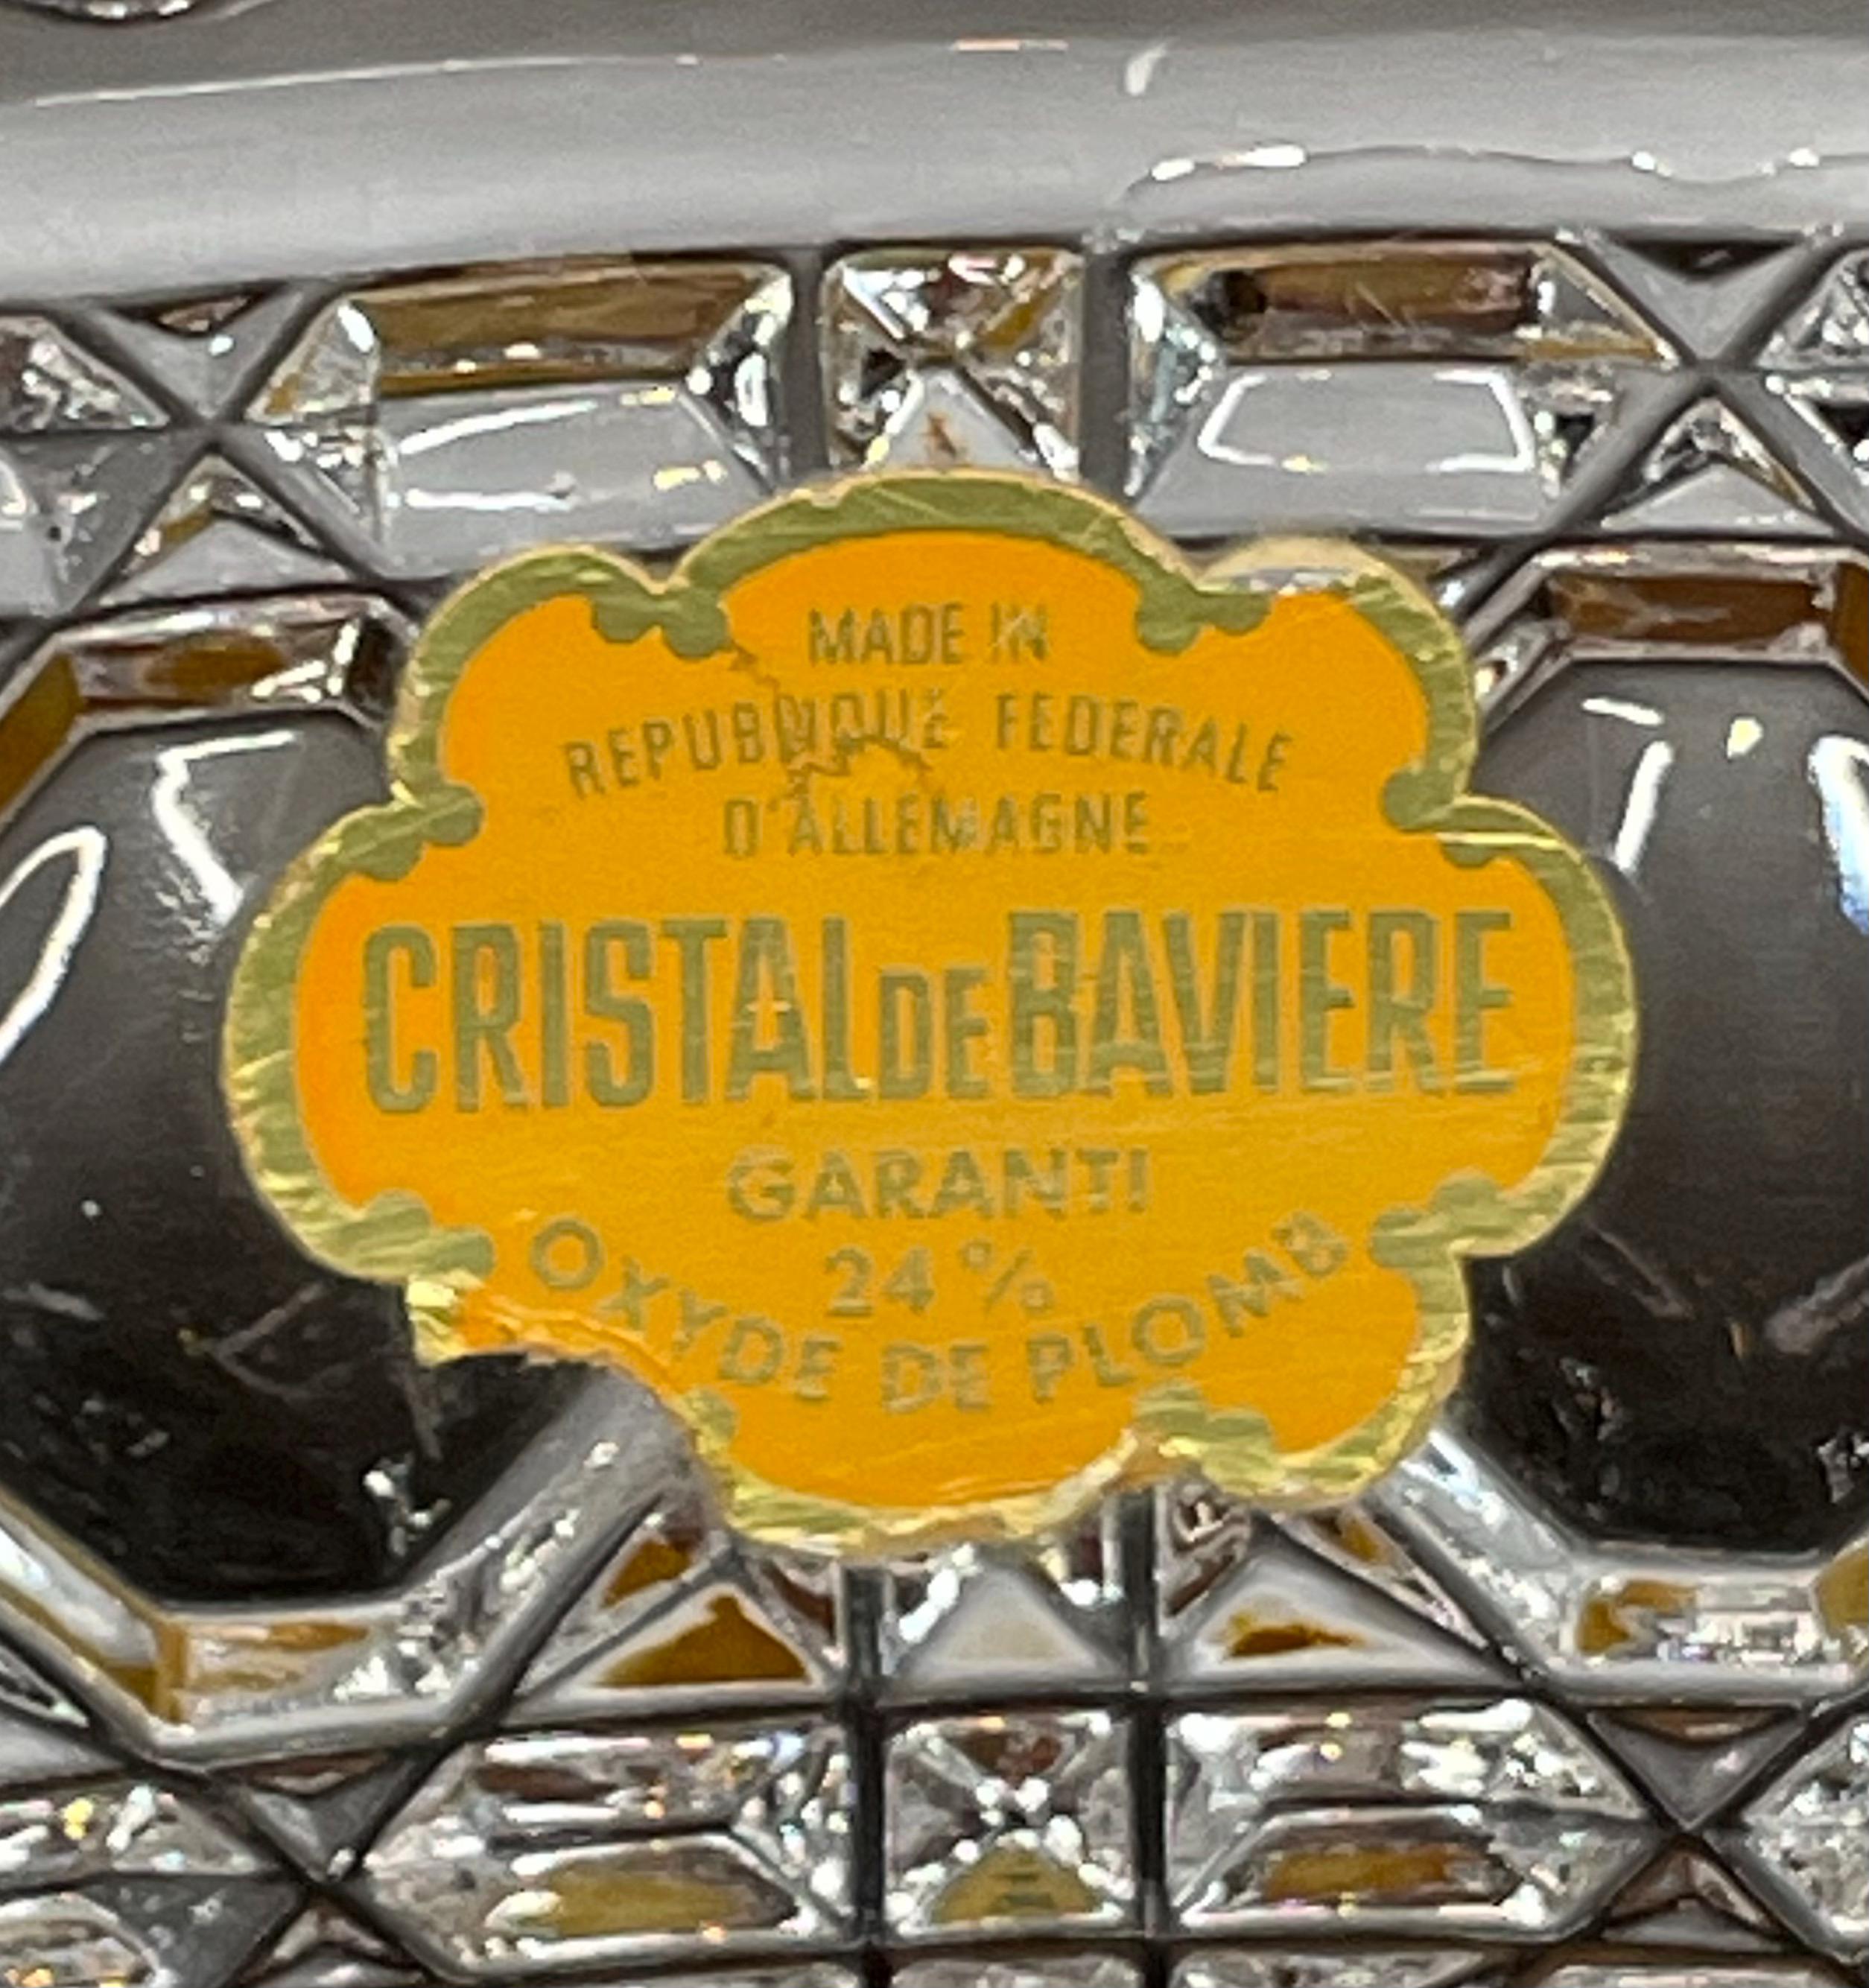 MADE IN
REPUBLIQUE FEDERALE
D'ALLEMAGNE
CRISTAL DE BAVIERE
GARANTI
24%
OXYDE DE PLOMB